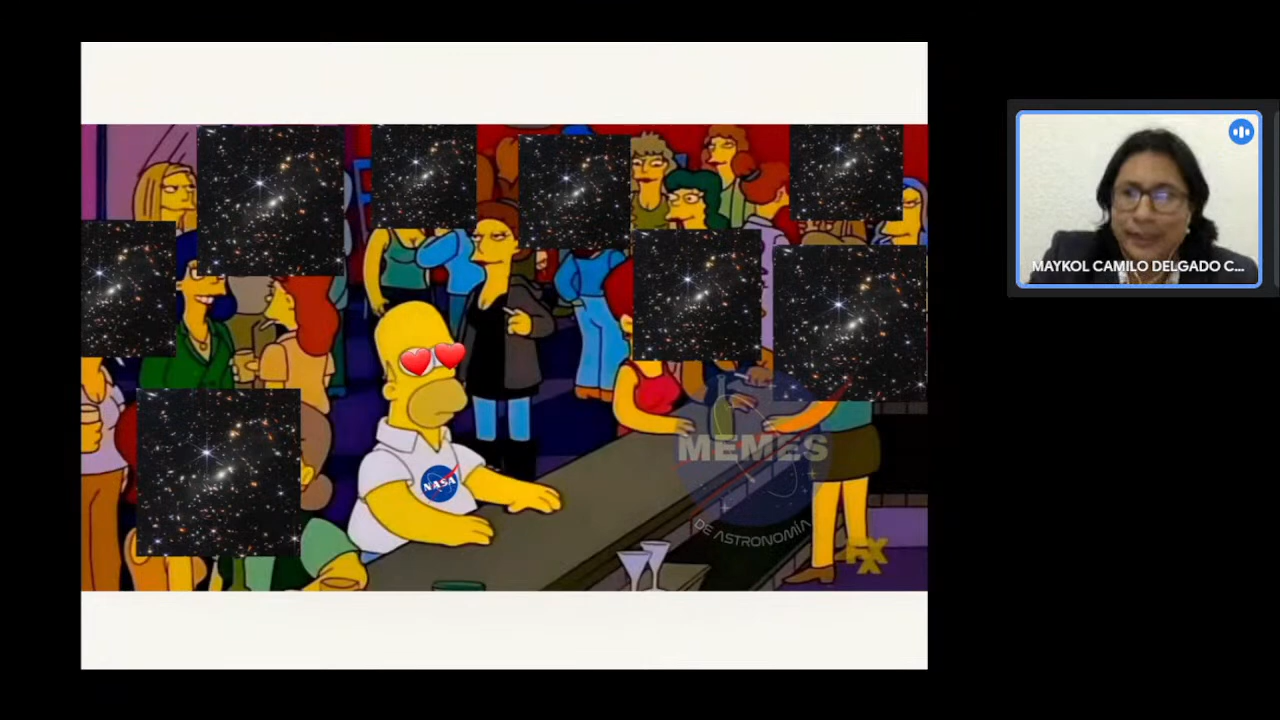 MAYKOL CAMILO DELGADO C...
NASA
MEMES
DE ASTRONOMÍA
FX